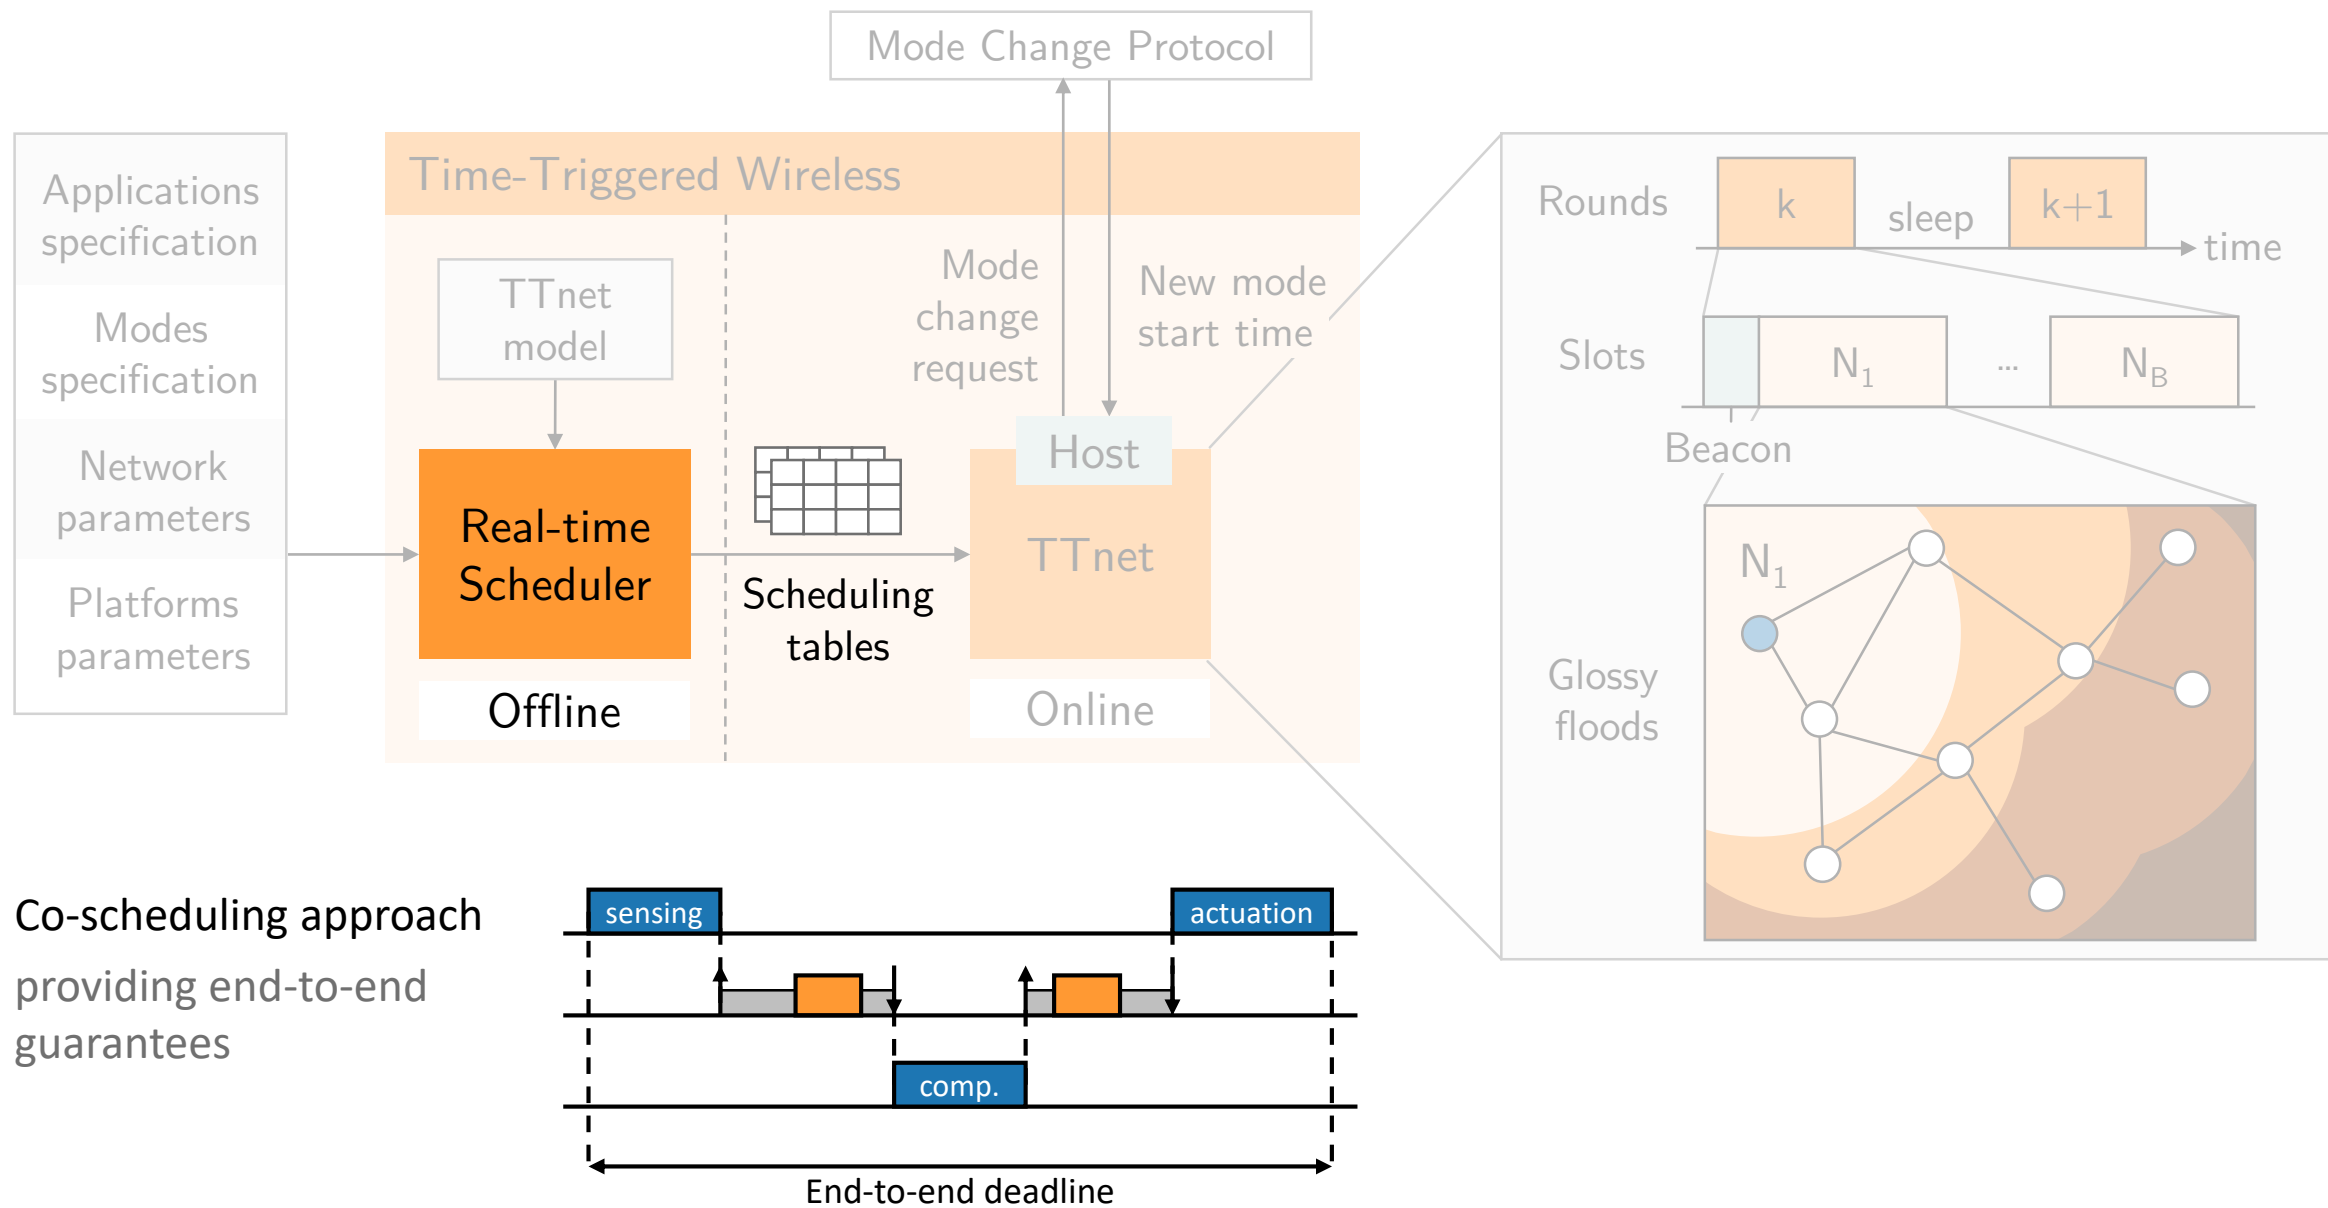 Mode Change Protocol
Applications
specification
Modes
specification
Network
parameters
Platforms
parameters
Time-Triggered Wireless
TTnet
model
Mode
change
request
New mode
start time
Host
Real-time
Scheduler
Scheduling
tables
TTnet
Offline
Online
Rounds
k
sleep
k+1
time
Slots
N1
...
NB
Beacon
N1
Glossy
floods
Co-scheduling approach
providing end-to-end
guarantees
sensing
actuation
comp.
End-to-end deadline